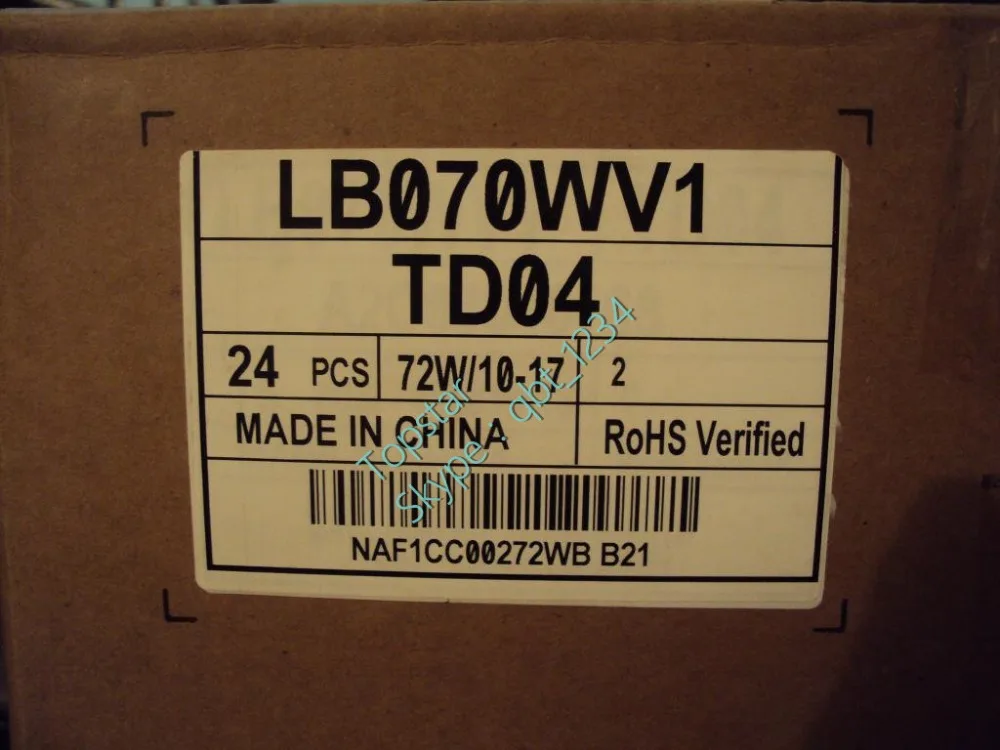 LB070WV1
TD04
24 PCS 72W/10-17 2
MADE IN CHINA RoHS Verified
NAF1CC00272WB B21
Topstar
Skype : qbt_1234